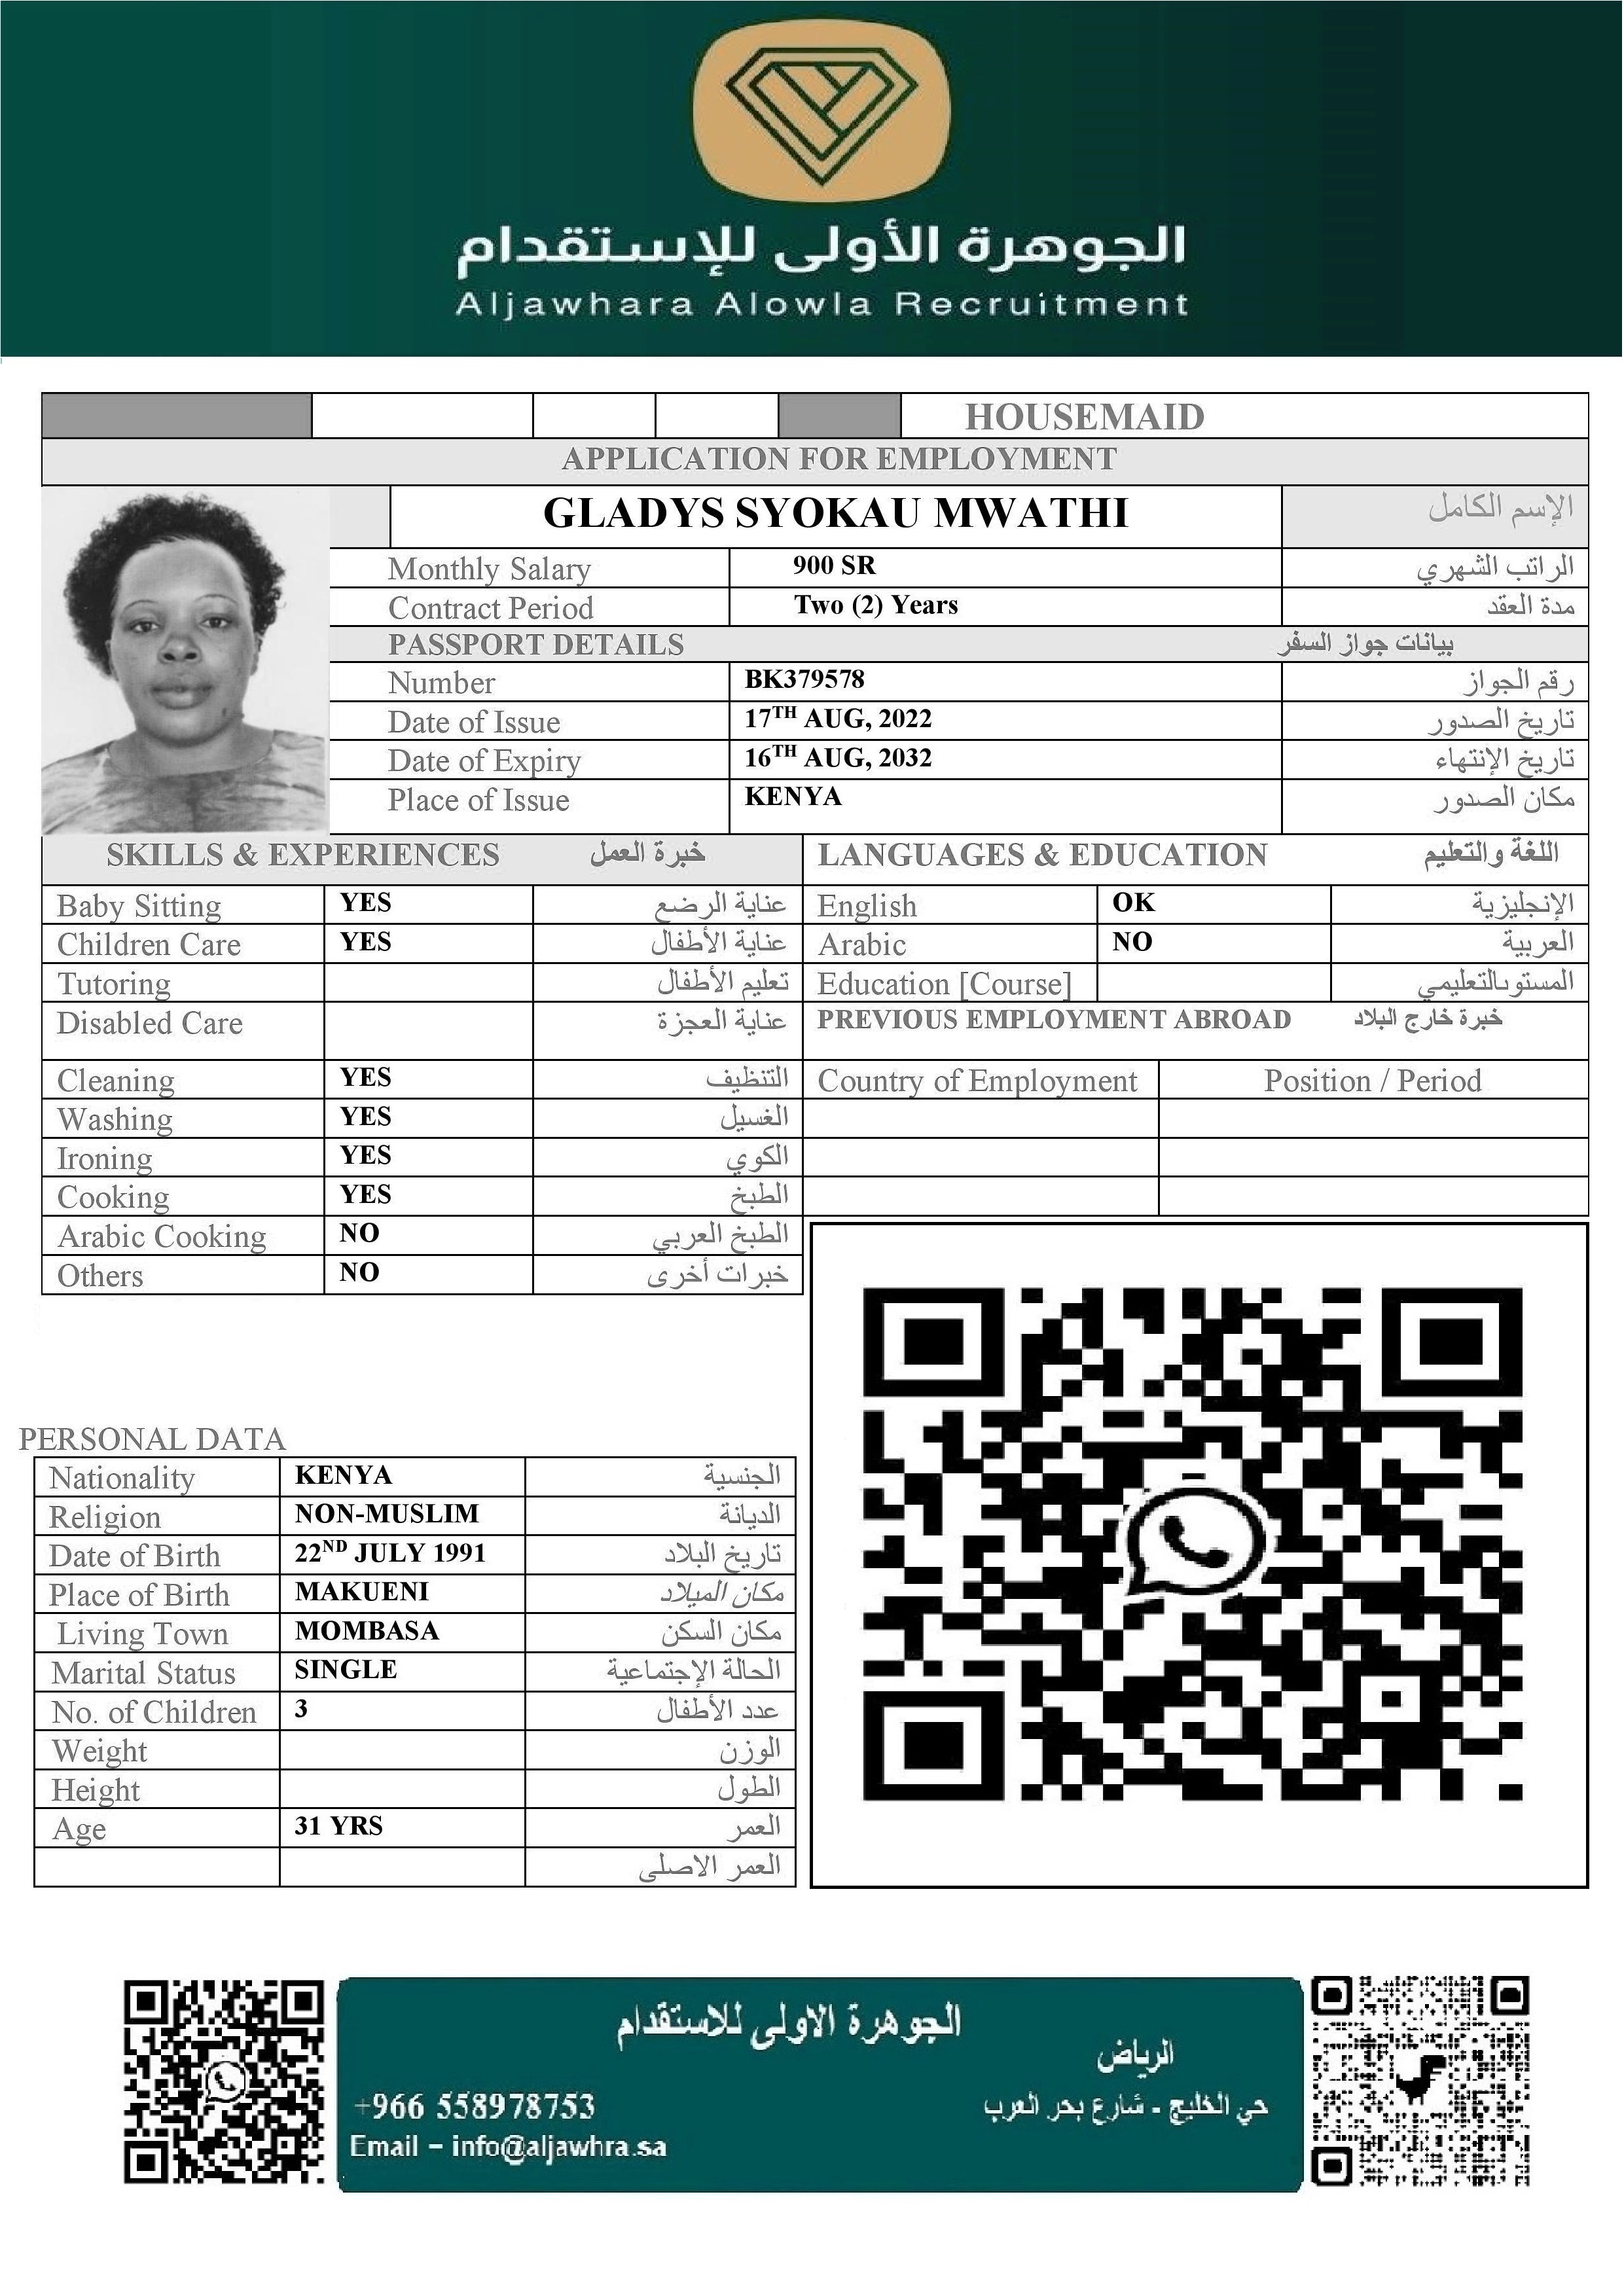 الجوهرة الأولى للإستقدام
Aljawhara Alowla Recruitment
HOUSEMAID
APPLICATION FOR EMPLOYMENT
GLADYS SYOKAU MWATHI الإسم الكامل
Monthly Salary 900 SR الراتب الشهري
Contract Period Two (2) Years مدة العقد
PASSPORT DETAILS بيانات جواز السفر
Number BK379578 رقم الجواز
Date of Issue 17TH AUG, 2022 تاريخ الصدور
Date of Expiry 16TH AUG, 2032 تاريخ الإنتهاء
Place of Issue KENYA مكان الصدور
SKILLS & EXPERIENCES خبرة العمل LANGUAGES & EDUCATION اللغة والتعليم
Baby Sitting YES عناية الرضع English OK الإنجليزية
Children Care YES عناية الأطفال Arabic NO العربية
Tutoring تعليم الأطفال Education [Course] المستوىالتعليمي
Disabled Care عناية العجزة PREVIOUS EMPLOYMENT ABROAD خبرة خارج البلاد
Cleaning YES التنظيف Country of Employment Position / Period
Washing YES الغسيل
Ironing YES الكوي
Cooking YES الطبخ
Arabic Cooking NO الطبخ العربي
Others NO خبرات أخرى
PERSONAL DATA
Nationality KENYA الجنسية
Religion NON-MUSLIM الديانة
Date of Birth 22ND JULY 1991 تاريخ البلاد
Place of Birth MAKUENI مكان الميلاد
Living Town MOMBASA مكان السكن
Marital Status SINGLE الحالة الإجتماعية
No. of Children 3 عدد الأطفال
Weight الوزن
Height الطول
Age 31 YRS العمر
العمر الاصلى
الجوهرة الاولى للاستقدام
الرياض
+966 558978753 حي الخليج - شارع بحر العرب
Email – info@aljawhra.sa